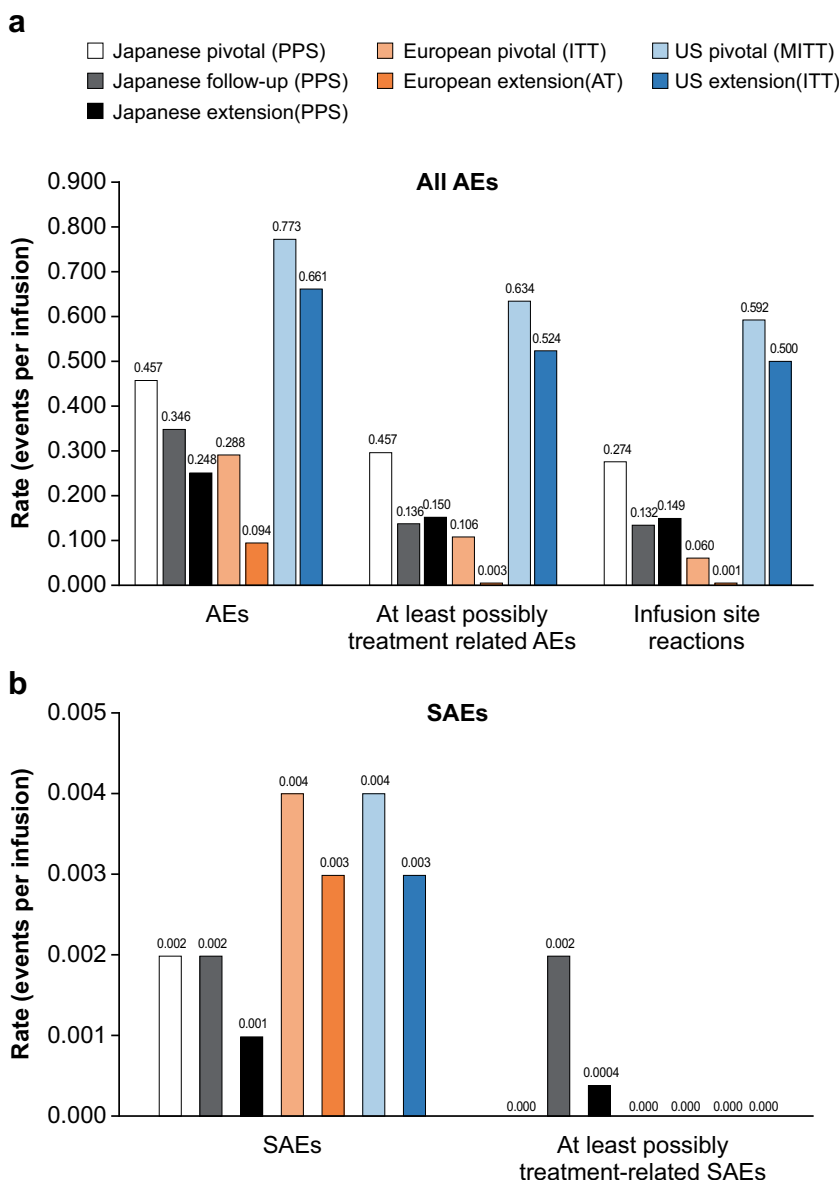 a
Japanese pivotal (PPS)
European pivotal (ITT)
US pivotal (MITT)
Japanese follow-up (PPS)
European extension(AT)
US extension(ITT)
Japanese extension(PPS)
All AEs
Rate (events per infusion)
0.900
0.800
0.700
0.600
0.500
0.400
0.300
0.200
0.100
0.000
0.457
0.346
0.248
0.288
0.094
0.773
0.661
0.457
0.136
0.150
0.106
0.003
0.634
0.524
0.274
0.132
0.149
0.060
0.001
0.592
0.500
AEs
At least possibly
treatment related AEs
Infusion site
reactions
b
SAEs
Rate (events per infusion)
0.005
0.004
0.003
0.002
0.001
0.000
0.002
0.002
0.001
0.004
0.003
0.004
0.003
0.000
0.002
0.0004
0.000
0.000
0.000
0.000
SAEs
At least possibly
treatment-related SAEs